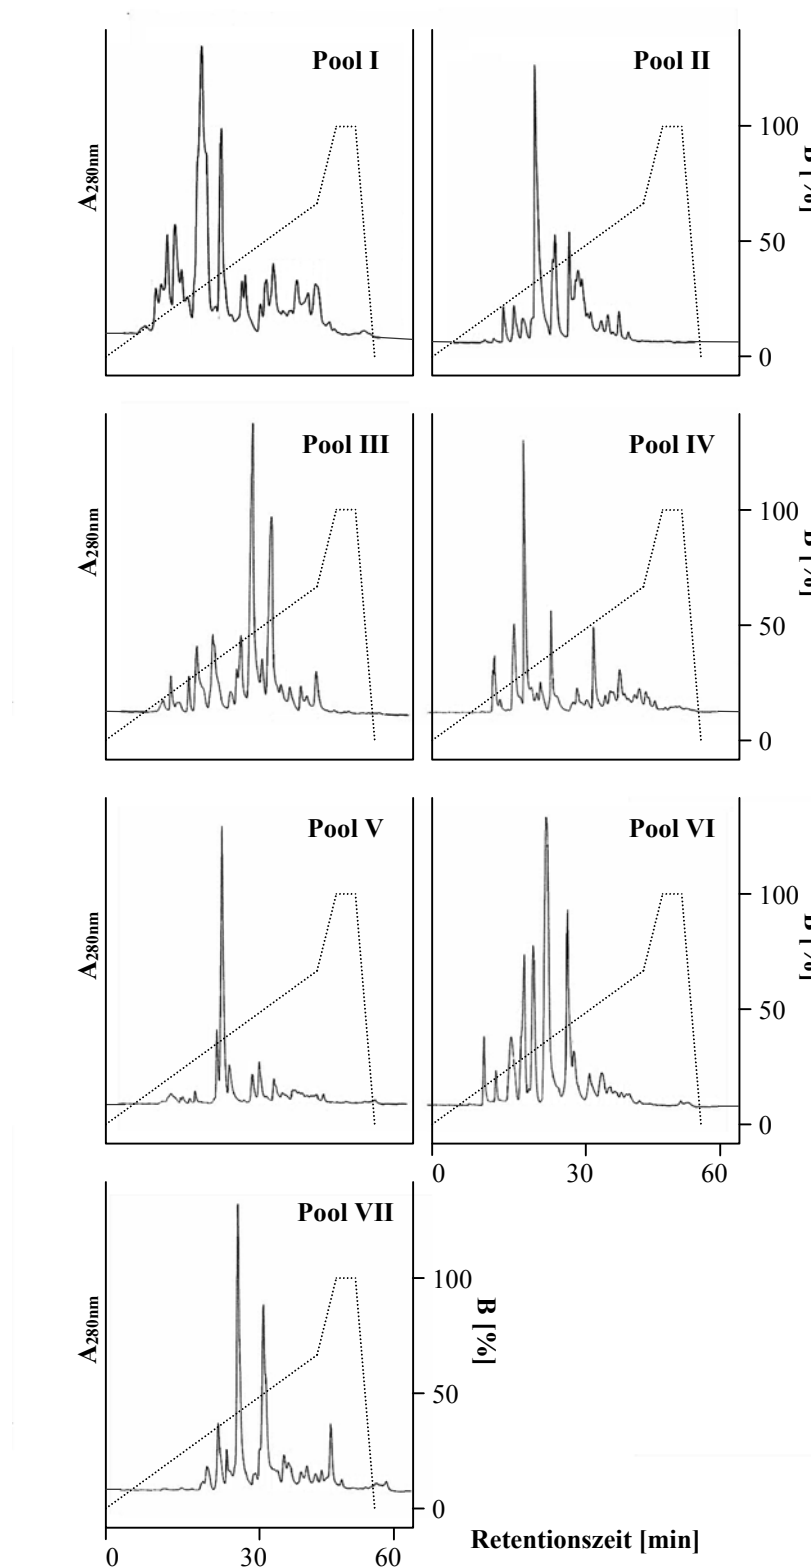 Pool I
Pool II
A280nm
100
50
0
B [%]
Pool III
Pool IV
A280nm
100
50
0
B [%]
Pool V
Pool VI
A280nm
100
50
0
B [%]
0 30 60
Pool VII
A280nm
100
50
0
B [%]
0 30 60
Retentionszeit [min]